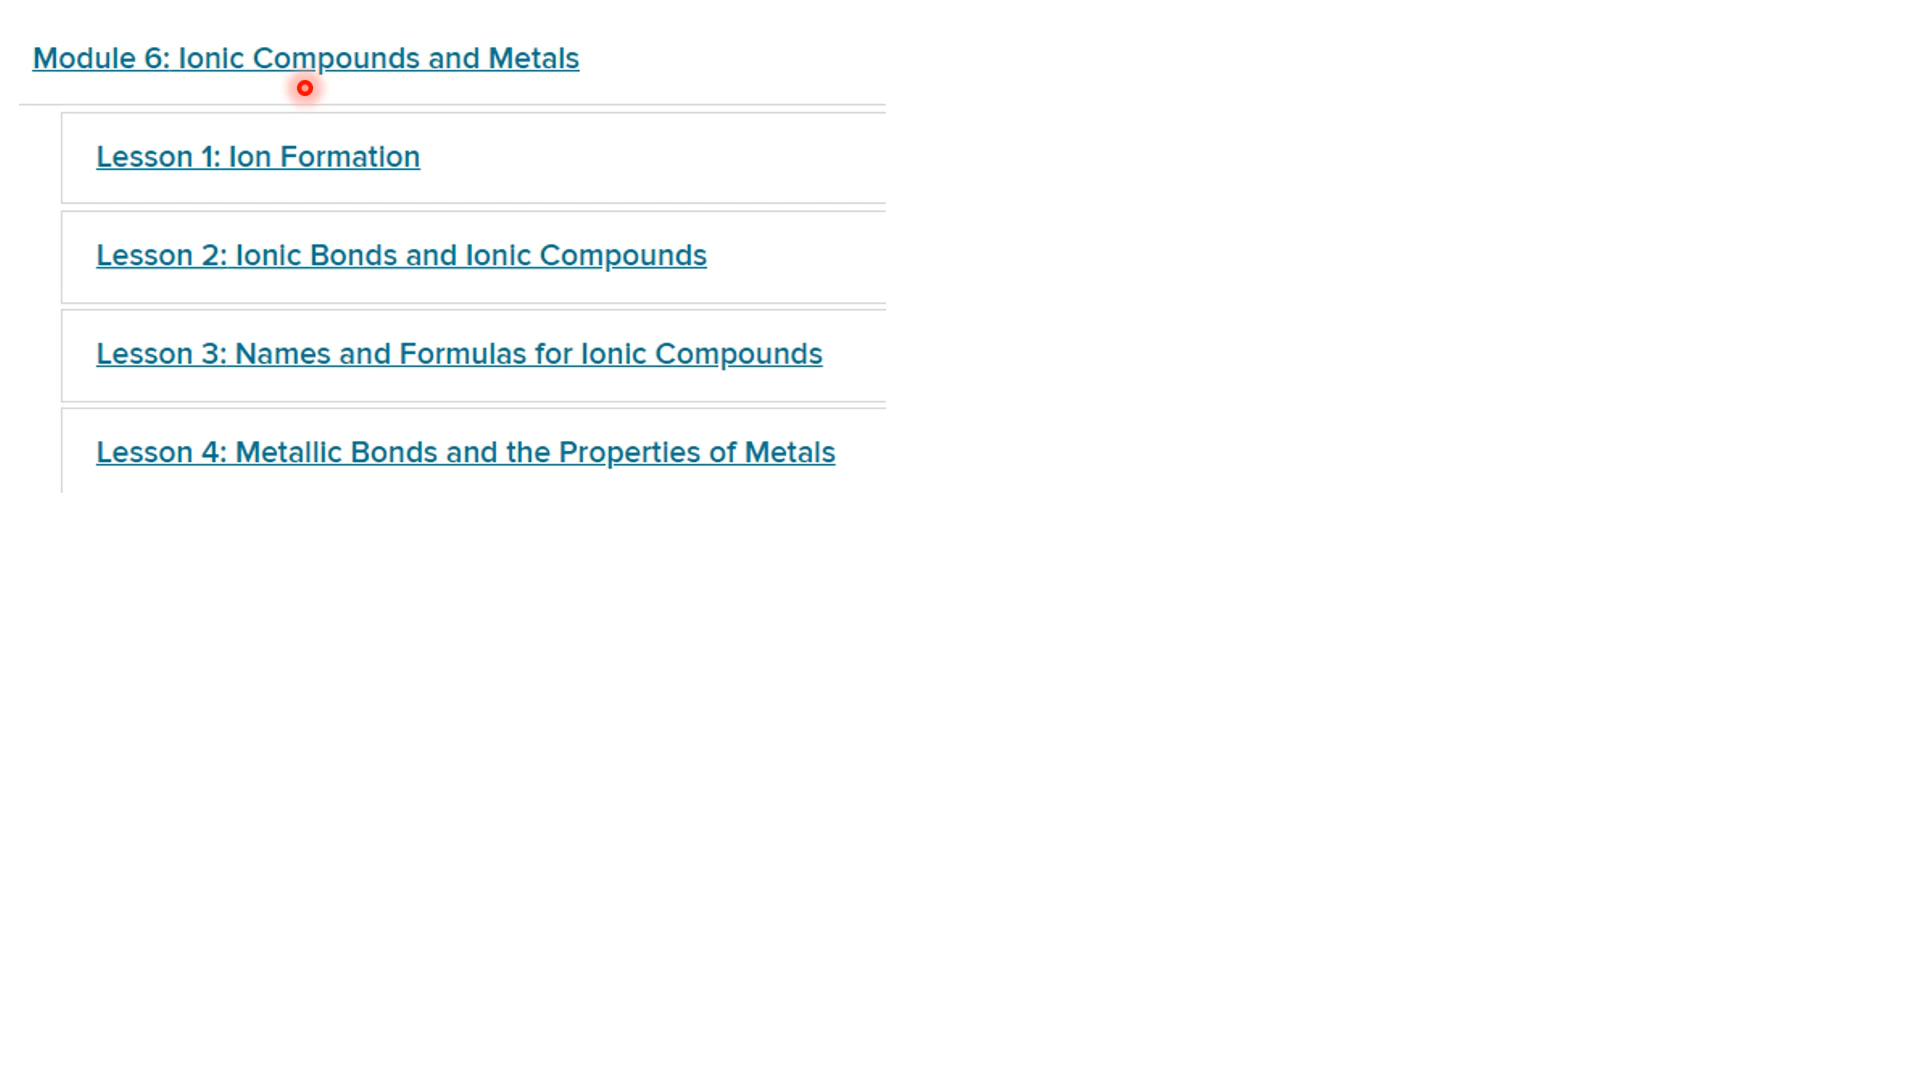 Module 6: Ionic Compounds and Metals
Lesson 1: Ion Formation
Lesson 2: Ionic Bonds and Ionic Compounds
Lesson 3: Names and Formulas for Ionic Compounds
Lesson 4: Metallic Bonds and the Properties of Metals